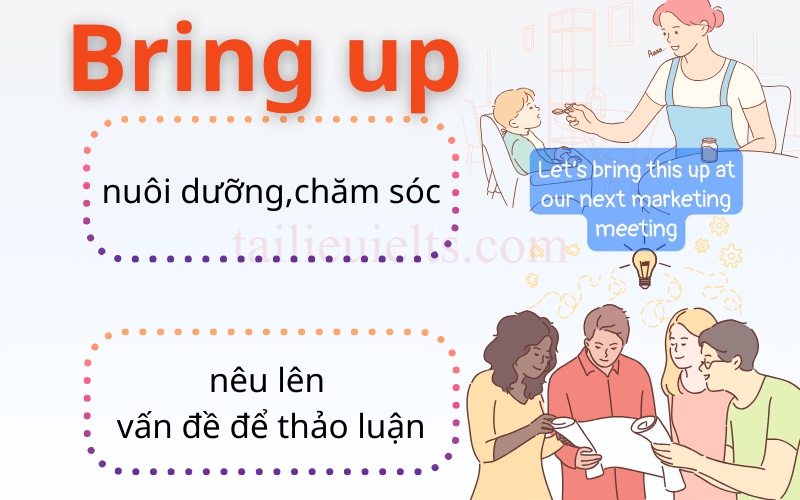 Bring up
nuôi dưỡng,chăm sóc
Aaaa...
Let's bring this up at
our next marketing
meeting
tailieuielts.com
nêu lên
vấn đề để thảo luận